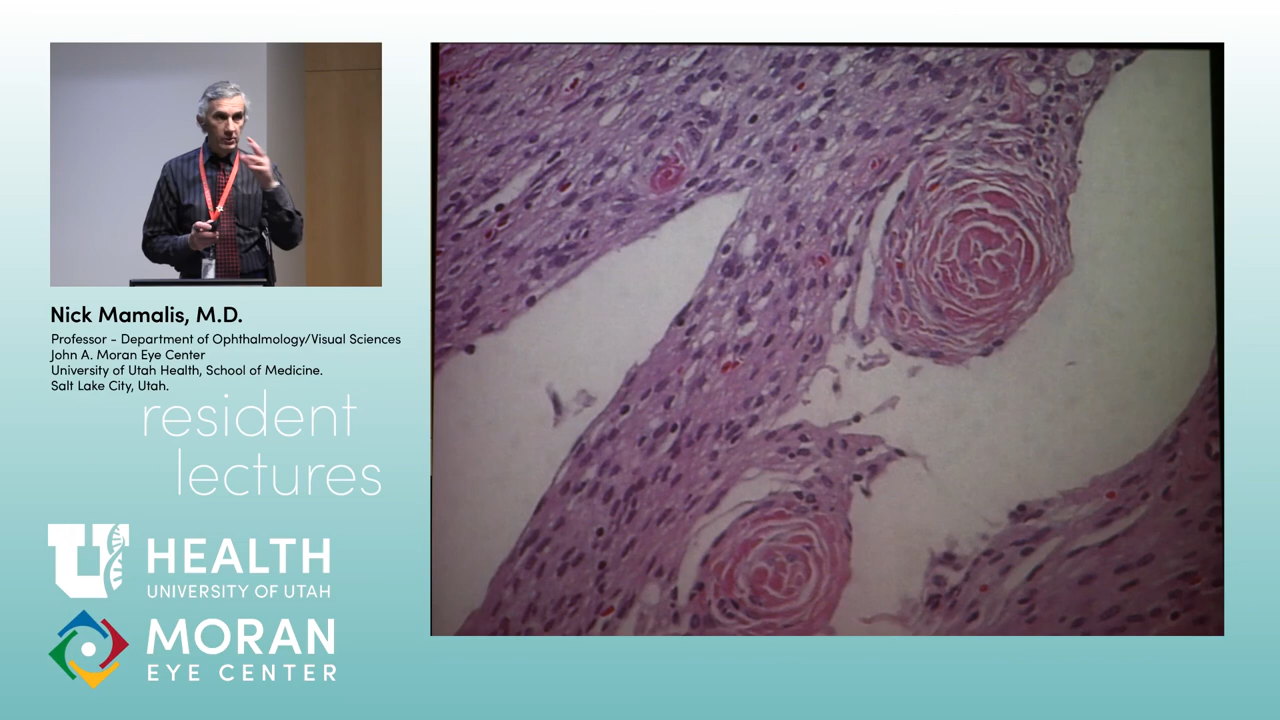 Nick Mamalis, M.D.
Professor - Department of Ophthalmology/Visual Sciences
John A. Moran Eye Center
University of Utah Health, School of Medicine.
Salt Lake City, Utah.
resident
lectures
U HEALTH
UNIVERSITY OF UTAH
MORAN
EYE CENTER